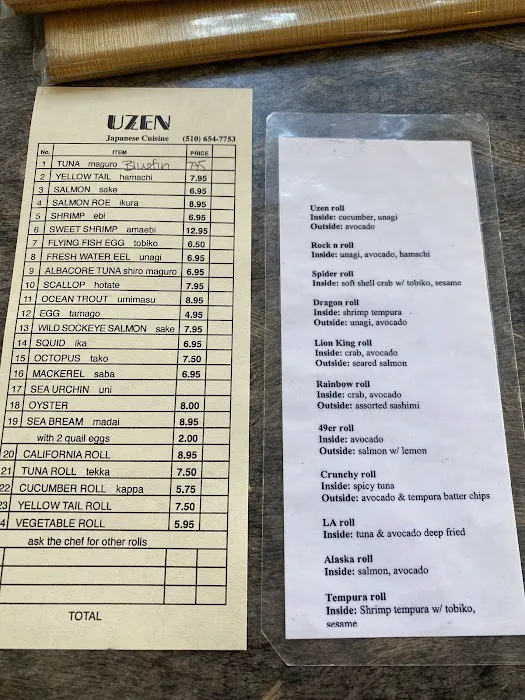 UZEN
Japanese Cuisine (510) 654-7753
No. ITEM PRICE
1 TUNA maguro Bluefin 7.95
2 YELLOW TAIL hamachi 7.95
3 SALMON sake 6.95
4 SALMON ROE ikura 8.95
5 SHRIMP ebi 6.95
6 SWEET SHRIMP amaebi 12.95
7 FLYING FISH EGG tobiko 6.50
8 FRESH WATER EEL unagi 6.95
9 ALBACORE TUNA shiro maguro 6.95
10 SCALLOP hotate 7.95
11 OCEAN TROUT umimasu 8.95
12 EGG tamago 4.95
13 WILD SOCKEYE SALMON sake 7.95
14 SQUID ika 6.95
15 OCTOPUS tako 7.50
16 MACKEREL saba 6.95
17 SEA URCHIN uni
18 OYSTER 8.00
19 SEA BREAM madai 8.95
with 2 quail eggs 2.00
20 CALIFORNIA ROLL 8.95
21 TUNA ROLL tekka 7.50
22 CUCUMBER ROLL kappa 5.75
23 YELLOW TAIL ROLL 7.50
4 VEGETABLE ROLL 5.95
ask the chef for other rolls
TOTAL
Uzen roll
Inside: cucumber, unagi
Outside: avocado
Rock n roll
Inside: unagi, avocado, hamachi
Spider roll
Inside: soft shell crab w/ tobiko, sesame
Dragon roll
Inside: shrimp tempura
Outside: unagi, avocado
Lion King roll
Inside: crab, avocado
Outside: seared salmon
Rainbow roll
Inside: crab, avocado
Outside: assorted sashimi
49er roll
Inside: avocado
Outside: salmon w/ lemon
Crunchy roll
Inside: spicy tuna
Outside: avocado & tempura batter chips
LA roll
Inside: tuna & avocado deep fried
Alaska roll
Inside: salmon, avocado
Tempura roll
Inside: Shrimp tempura w/ tobiko,
sesame